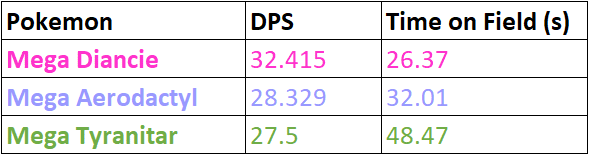 Pokemon DPS Time on Field (s)
Mega Diancie 32.415 26.37
Mega Aerodactyl 28.329 32.01
Mega Tyranitar 27.5 48.47